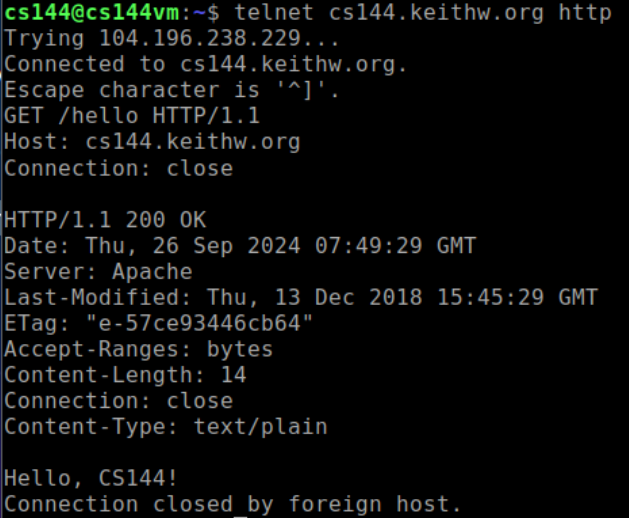 cs144@cs144vm:~$ telnet cs144.keithw.org http
Trying 104.196.238.229...
Connected to cs144.keithw.org.
Escape character is '^]'.
GET /hello HTTP/1.1
Host: cs144.keithw.org
Connection: close

HTTP/1.1 200 OK
Date: Thu, 26 Sep 2024 07:49:29 GMT
Server: Apache
Last-Modified: Thu, 13 Dec 2018 15:45:29 GMT
ETag: "e-57ce93446cb64"
Accept-Ranges: bytes
Content-Length: 14
Connection: close
Content-Type: text/plain

Hello, CS144!
Connection closed by foreign host.